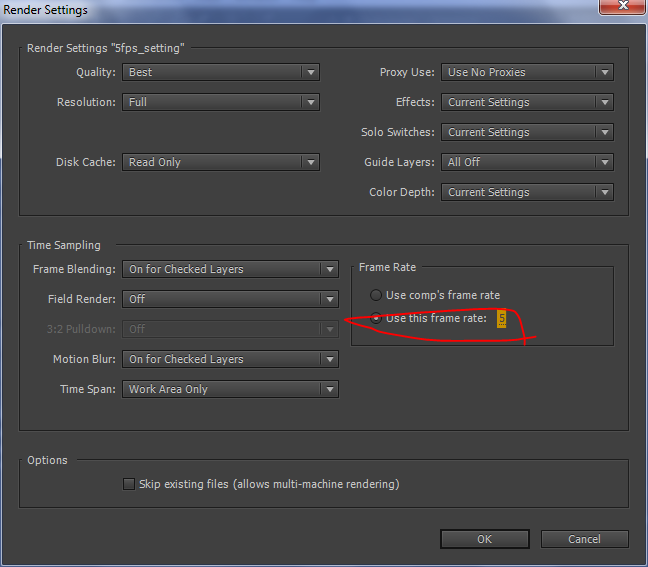 Render Settings
Render Settings "5fps_setting"
Quality: Best
Proxy Use: Use No Proxies
Resolution: Full
Effects: Current Settings
Solo Switches: Current Settings
Disk Cache: Read Only
Guide Layers: All Off
Color Depth: Current Settings
Time Sampling
Frame Blending: On for Checked Layers
Frame Rate
Field Render: Off
Use comp's frame rate
3:2 Pulldown: Off
Use this frame rate: 5
Motion Blur: On for Checked Layers
Time Span: Work Area Only
Options
Skip existing files (allows multi-machine rendering)
OK
Cancel